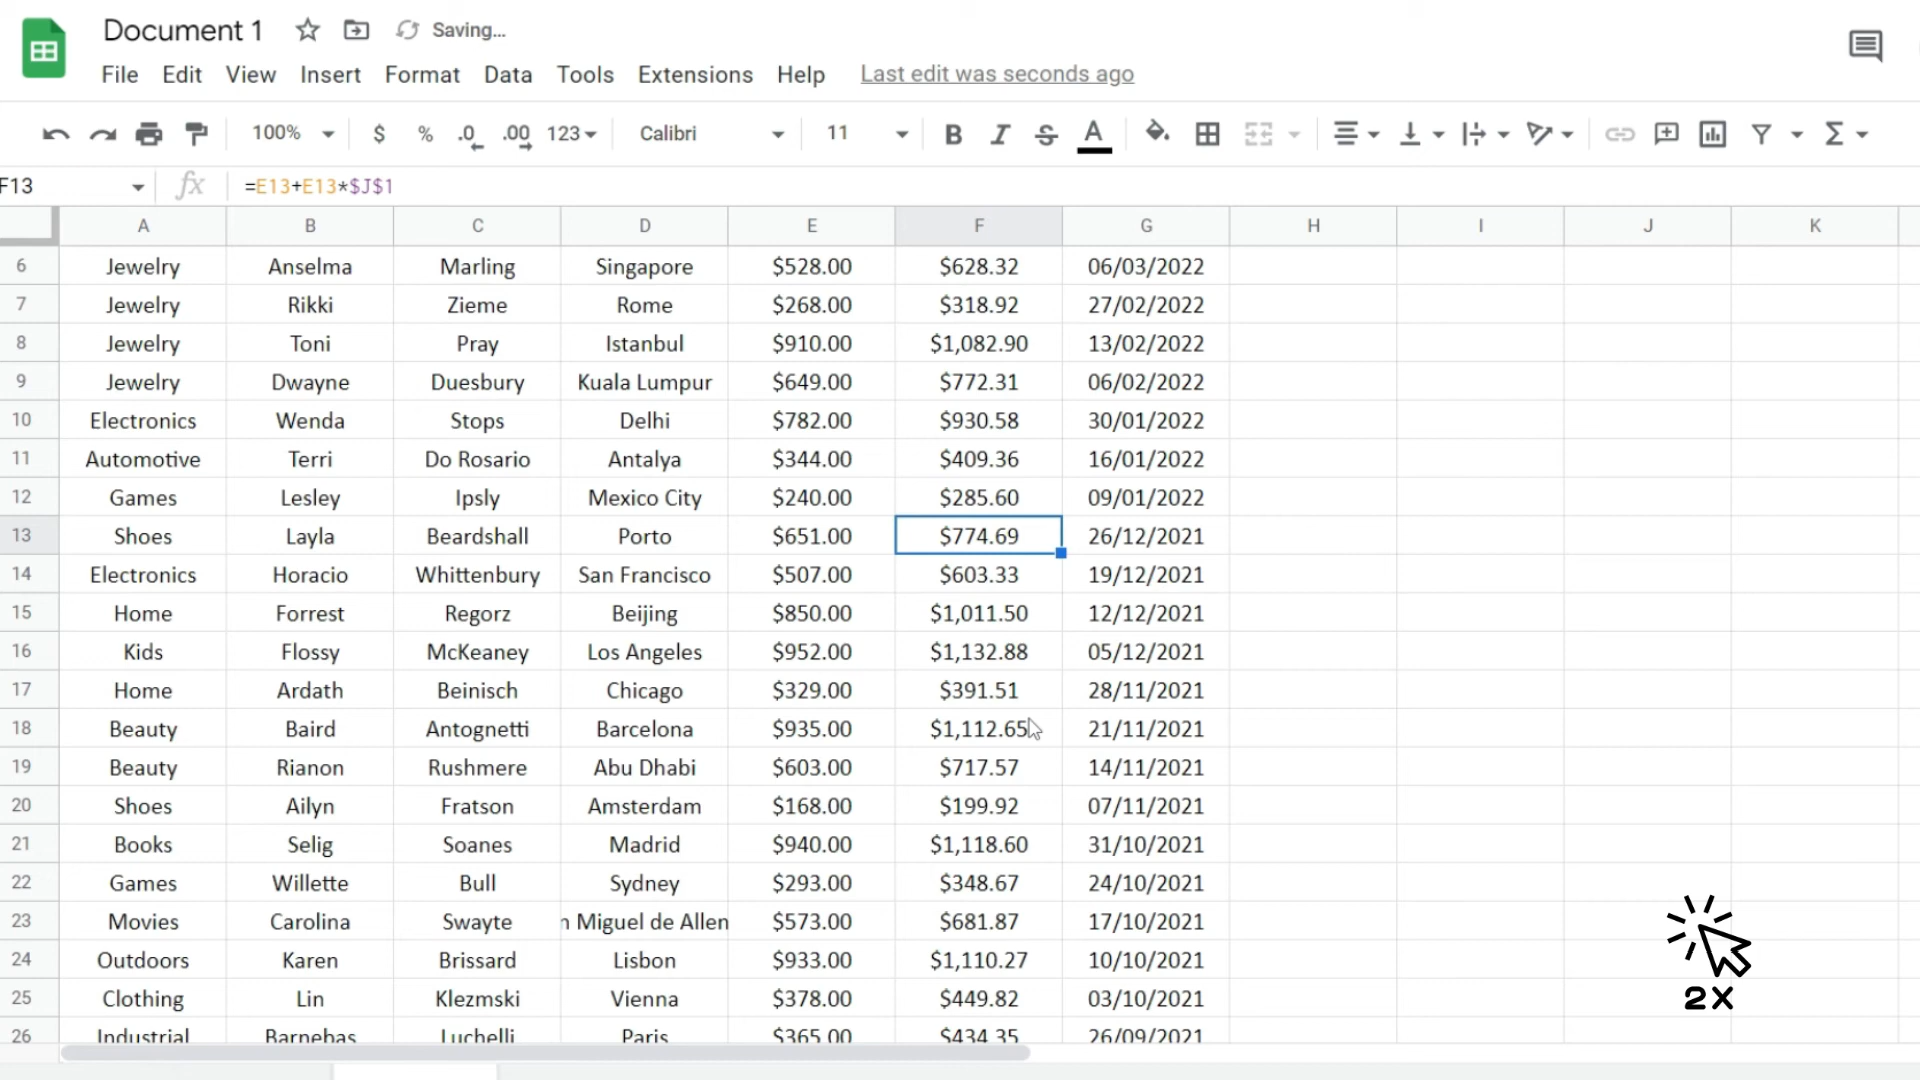 Document 1 Saving...
File Edit View Insert Format Data Tools Extensions Help Last edit was seconds ago
100% $ % .0 .00 123 Calibri 11 B I S A Σ
F13 fx =E13+E13*$J$1
A B C D E F G H I J K
6 Jewelry Anselma Marling Singapore $528.00 $628.32 06/03/2022
7 Jewelry Rikki Zieme Rome $268.00 $318.92 27/02/2022
8 Jewelry Toni Pray Istanbul $910.00 $1,082.90 13/02/2022
9 Jewelry Dwayne Duesbury Kuala Lumpur $649.00 $772.31 06/02/2022
10 Electronics Wenda Stops Delhi $782.00 $930.58 30/01/2022
11 Automotive Terri Do Rosario Antalya $344.00 $409.36 16/01/2022
12 Games Lesley Ipsly Mexico City $240.00 $285.60 09/01/2022
13 Shoes Layla Beardshall Porto $651.00 $774.69 26/12/2021
14 Electronics Horacio Whittenbury San Francisco $507.00 $603.33 19/12/2021
15 Home Forrest Regorz Beijing $850.00 $1,011.50 12/12/2021
16 Kids Flossy McKeaney Los Angeles $952.00 $1,132.88 05/12/2021
17 Home Ardath Beinisch Chicago $329.00 $391.51 28/11/2021
18 Beauty Baird Antognetti Barcelona $935.00 $1,112.65 21/11/2021
19 Beauty Rianon Rushmere Abu Dhabi $603.00 $717.57 14/11/2021
20 Shoes Ailyn Fratson Amsterdam $168.00 $199.92 07/11/2021
21 Books Selig Soanes Madrid $940.00 $1,118.60 31/10/2021
22 Games Willette Bull Sydney $293.00 $348.67 24/10/2021
23 Movies Carolina Swayte n Miguel de Allen $573.00 $681.87 17/10/2021
24 Outdoors Karen Brissard Lisbon $933.00 $1,110.27 10/10/2021
25 Clothing Lin Klezmski Vienna $378.00 $449.82 03/10/2021
26 Industrial Barnebas Luchelli Paris $365.00 $434.35 26/09/2021
2X